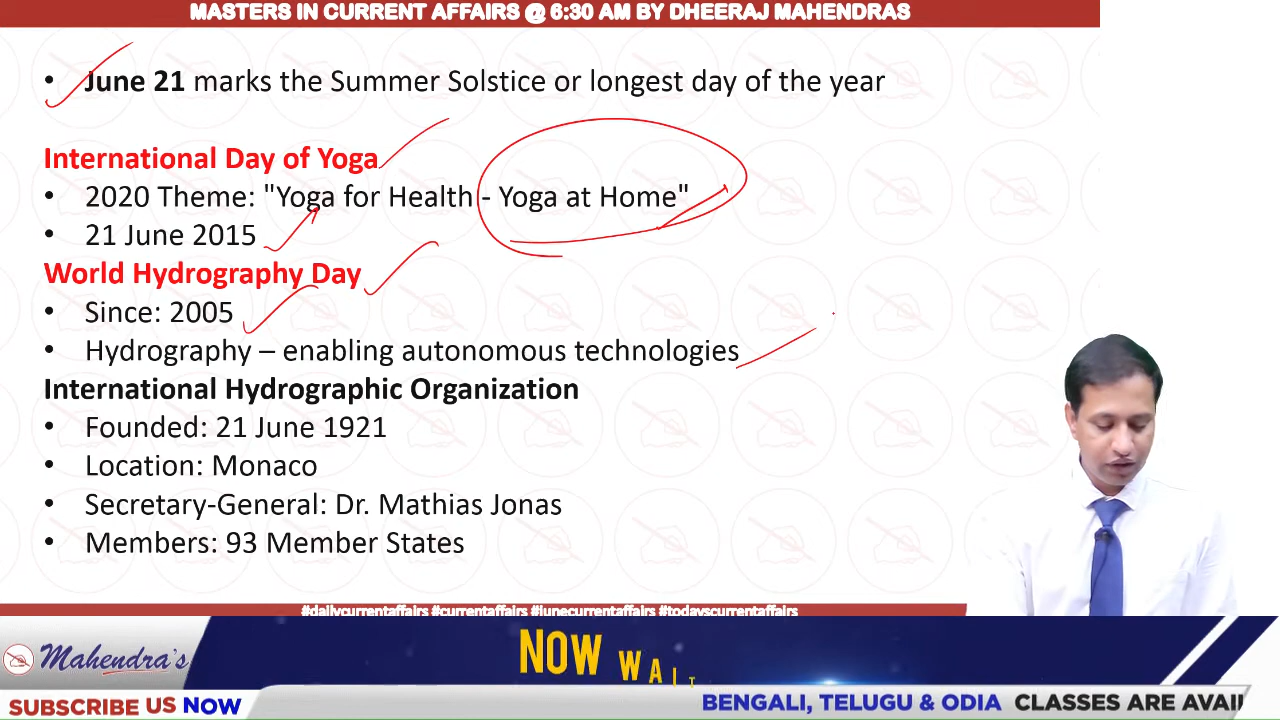 MASTERS IN CURRENT AFFAIRS @ 6:30 AM BY DHEERAJ MAHENDRAS
• June 21 marks the Summer Solstice or longest day of the year
International Day of Yoga
• 2020 Theme: "Yoga for Health - Yoga at Home"
• 21 June 2015
World Hydrography Day
• Since: 2005
• Hydrography – enabling autonomous technologies
International Hydrographic Organization
• Founded: 21 June 1921
• Location: Monaco
• Secretary-General: Dr. Mathias Jonas
• Members: 93 Member States
#dailycurrentaffairs #currentaffairs #junecurrentaffairs #todayscurrentaffairs
Mahendra's
NOW WAIT
SUBSCRIBE US NOW
BENGALI, TELUGU & ODIA CLASSES ARE AVAIL